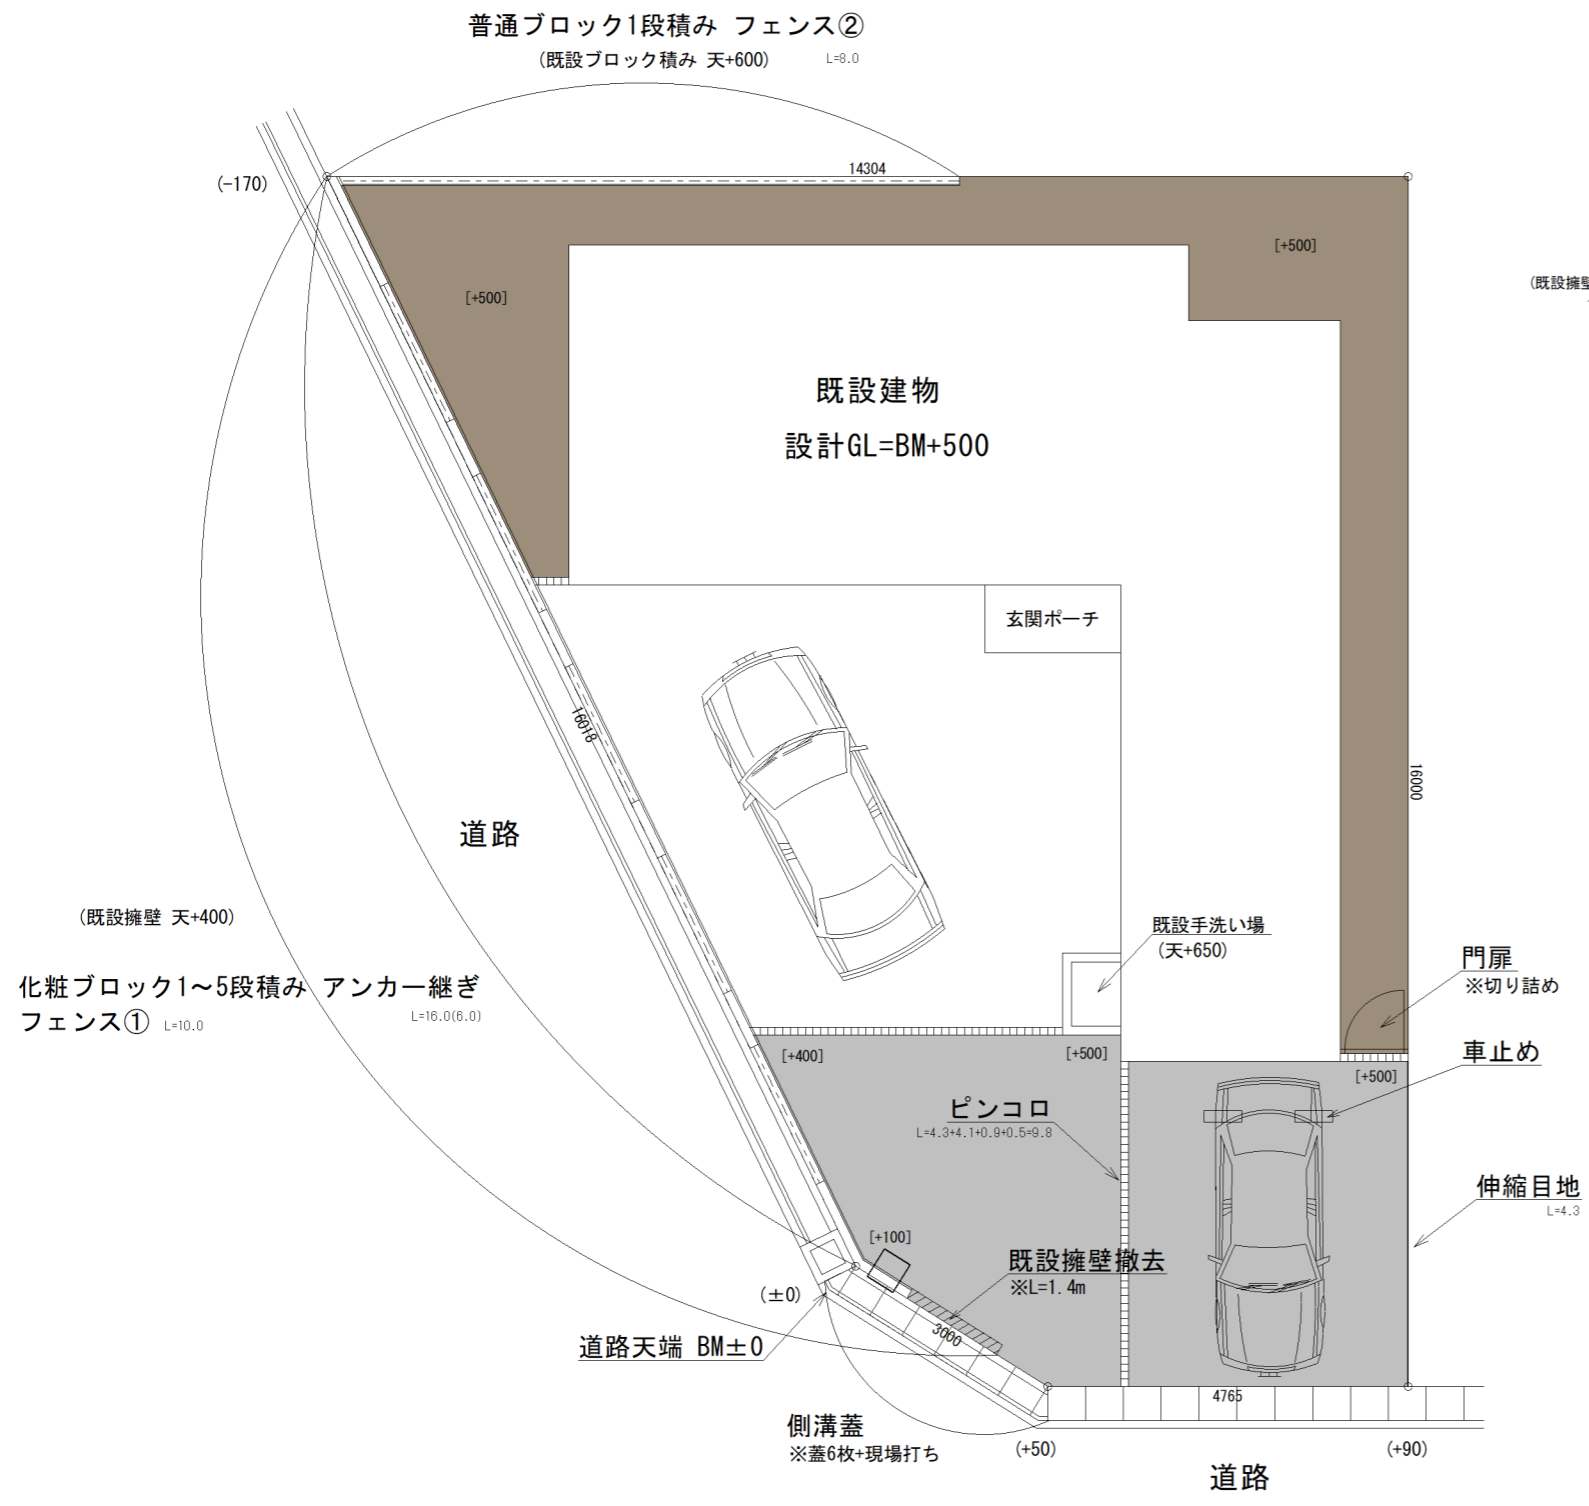 普通ブロック1段積み フェンス②
(既設ブロック積み 天+600) L=8.0
14304
(-170)
[+500]
[+500]
(既設擁壁
既設建物
設計GL=BM+500
玄関ポーチ
16018
16000
道路
(既設擁壁 天+400)
化粧ブロック1～5段積み アンカー継ぎ
フェンス① L=10.0
L=16.0(6.0)
既設手洗い場
(天+650)
門扉
※切り詰め
車止め
[+400]
[+500]
[+500]
ピンコロ
L=4.3+4.1+0.9+0.5=9.8
伸縮目地
L=4.3
[+100]
既設擁壁撤去
※L=1.4m
(±0)
3000
道路天端 BM±0
4765
側溝蓋
※蓋6枚+現場打ち
(+50)
(+90)
道路